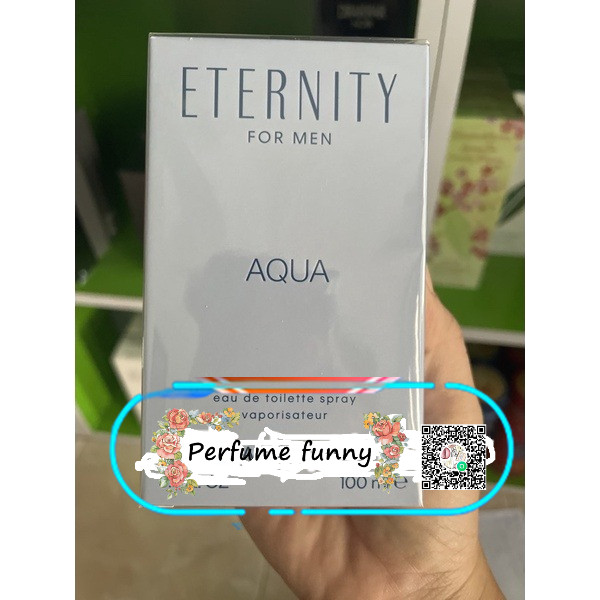 ETERNITY
FOR MEN
AQUA
eau de toilette spray
vaporisateur
Perfume funny
100 ml e